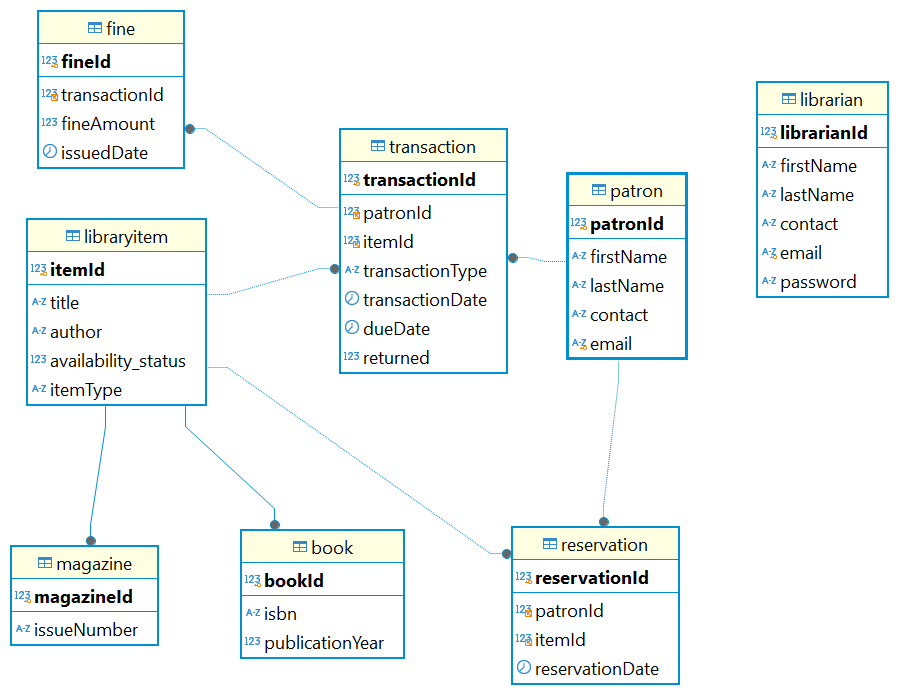 fine
123 fineId
123 transactionId
123 fineAmount
issuedDate
libraryitem
123 itemId
A-Z title
A-Z author
123 availability_status
A-Z itemType
transaction
123 transactionId
123 patronId
123 itemId
A-Z transactionType
transactionDate
dueDate
123 returned
patron
123 patronId
A-Z firstName
A-Z lastName
A-Z contact
A-Z email
librarian
123 librarianId
A-Z firstName
A-Z lastName
A-Z contact
A-Z email
A-Z password
magazine
123 magazineId
A-Z issueNumber
book
123 bookId
A-Z isbn
123 publicationYear
reservation
123 reservationId
123 patronId
123 itemId
reservationDate